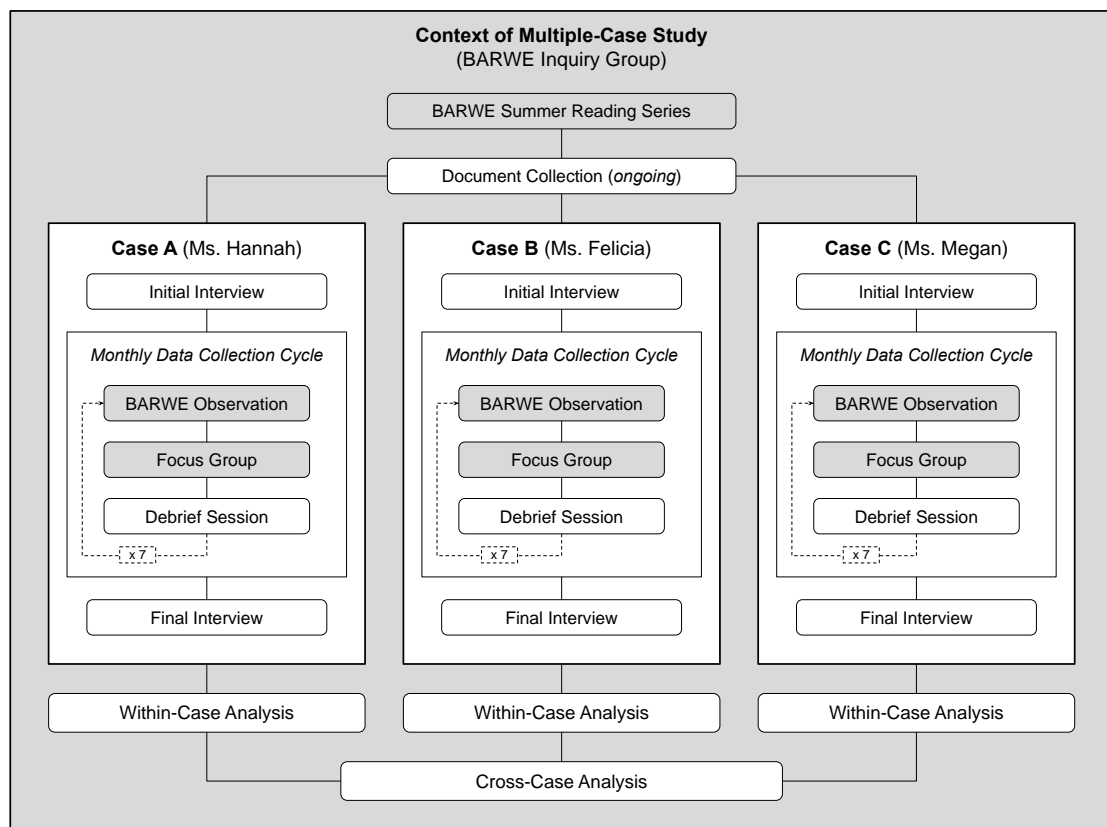 Context of Multiple-Case Study
(BARWE Inquiry Group)
BARWE Summer Reading Series
Document Collection (ongoing)
Case A (Ms. Hannah)
Initial Interview
Monthly Data Collection Cycle
BARWE Observation
Focus Group
Debrief Session
x 7
Final Interview
Within-Case Analysis
Case B (Ms. Felicia)
Initial Interview
Monthly Data Collection Cycle
BARWE Observation
Focus Group
Debrief Session
x 7
Final Interview
Within-Case Analysis
Case C (Ms. Megan)
Initial Interview
Monthly Data Collection Cycle
BARWE Observation
Focus Group
Debrief Session
x 7
Final Interview
Within-Case Analysis
Cross-Case Analysis